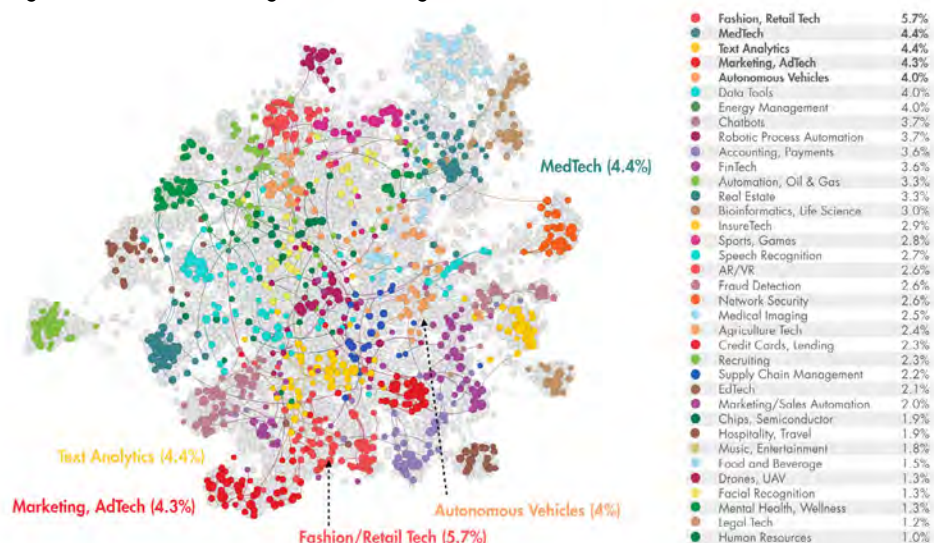 Fashion, Retail Tech 5.7%
MedTech 4.4%
Text Analytics 4.4%
Marketing, AdTech 4.3%
Autonomous Vehicles 4.0%
Data Tools 4.0%
Energy Management 4.0%
Chatbots 3.7%
Robotic Process Automation 3.7%
Accounting, Payments 3.6%
FinTech 3.6%
Automation, Oil & Gas 3.3%
Real Estate 3.3%
Bioinformatics, Life Science 3.0%
InsureTech 2.9%
Sports, Games 2.8%
Speech Recognition 2.7%
AR/VR 2.6%
Fraud Detection 2.6%
Network Security 2.6%
Medical Imaging 2.5%
Agriculture Tech 2.4%
Credit Cards, Lending 2.3%
Recruiting 2.3%
Supply Chain Management 2.2%
EdTech 2.1%
Marketing/Sales Automation 2.0%
Chips, Semiconductor 1.9%
Hospitality, Travel 1.9%
Music, Entertainment 1.8%
Food and Beverage 1.5%
Drones, UAV 1.3%
Facial Recognition 1.3%
Mental Health, Wellness 1.3%
Legal Tech 1.2%
Human Resources 1.0%
MedTech (4.4%)
Text Analytics (4.4%)
Marketing, AdTech (4.3%)
Autonomous Vehicles (4%)
Fashion/Retail Tech (5.7%)